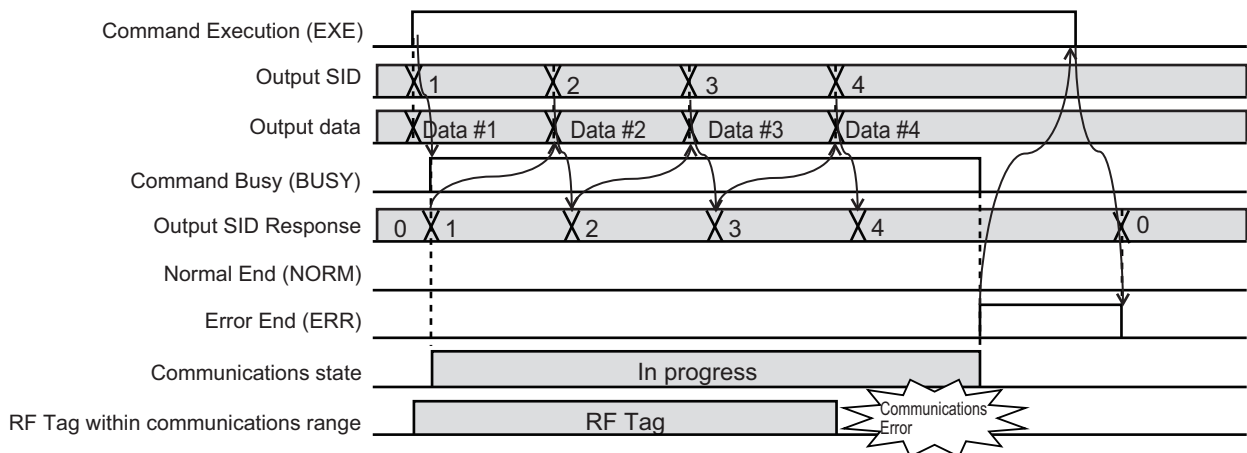 Command Execution (EXE)
Output SID
1 2 3 4
Output data
Data #1 Data #2 Data #3 Data #4
Command Busy (BUSY)
Output SID Response
0 1 2 3 4 0
Normal End (NORM)
Error End (ERR)
Communications state
In progress
RF Tag within communications range
RF Tag
Communications
Error